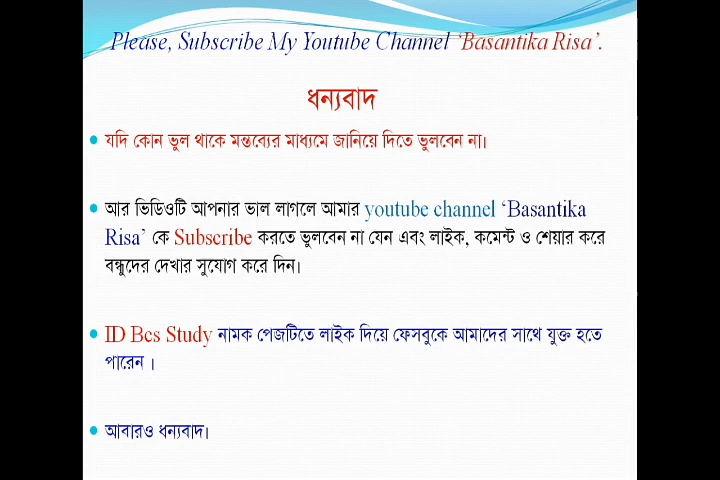 Please, Subscribe My Youtube Channel ‘Basantika Risa’.
ধন্যবাদ
যদি কোন ভুল থাকে মন্তব্যের মাধ্যমে জানিয়ে দিতে ভুলবেন না।
আর ভিডিওটি আপনার ভাল লাগলে আমার youtube channel ‘Basantika
Risa’ কে Subscribe করতে ভুলবেন না যেন এবং লাইক, কমেন্ট ও শেয়ার করে
বন্ধুদের দেখার সুযোগ করে দিন।
ID Bcs Study নামক পেজটিতে লাইক দিয়ে ফেসবুকে আমাদের সাথে যুক্ত হতে
পারেন ।
আবারও ধন্যবাদ।